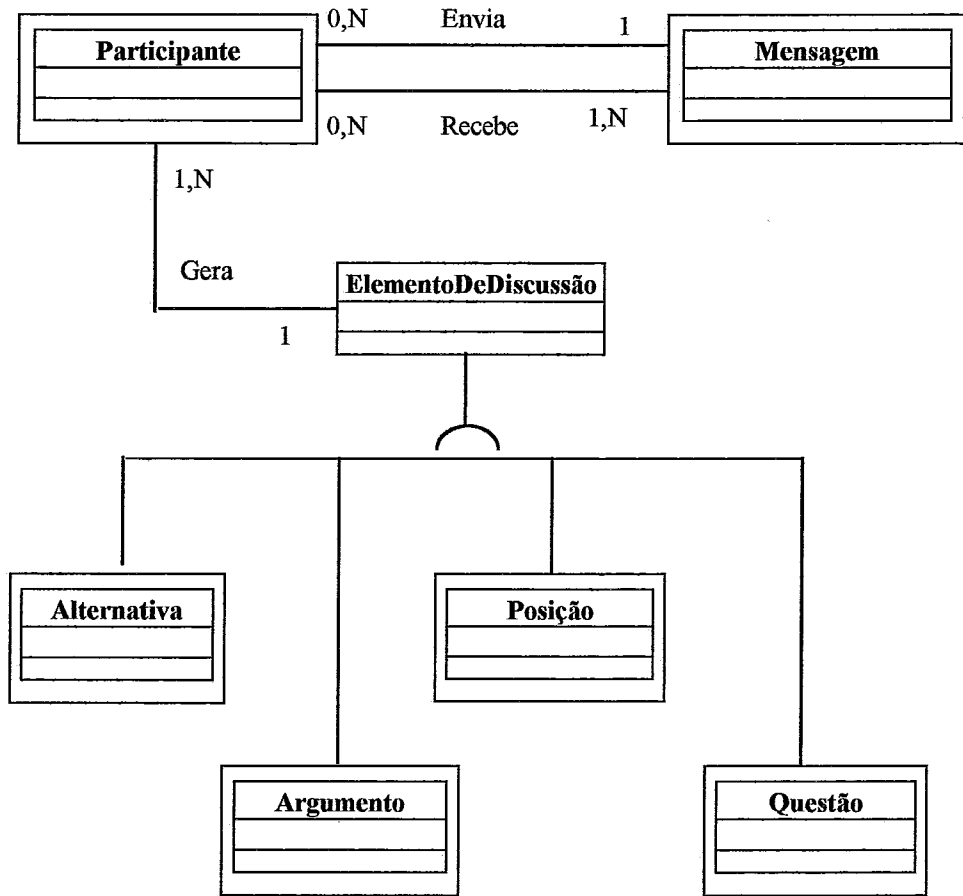 0,N Envia 1
Participante
Mensagem
0,N Recebe 1,N
1,N
Gera
ElementoDeDiscussão
1
Alternativa
Posição
Argumento
Questão